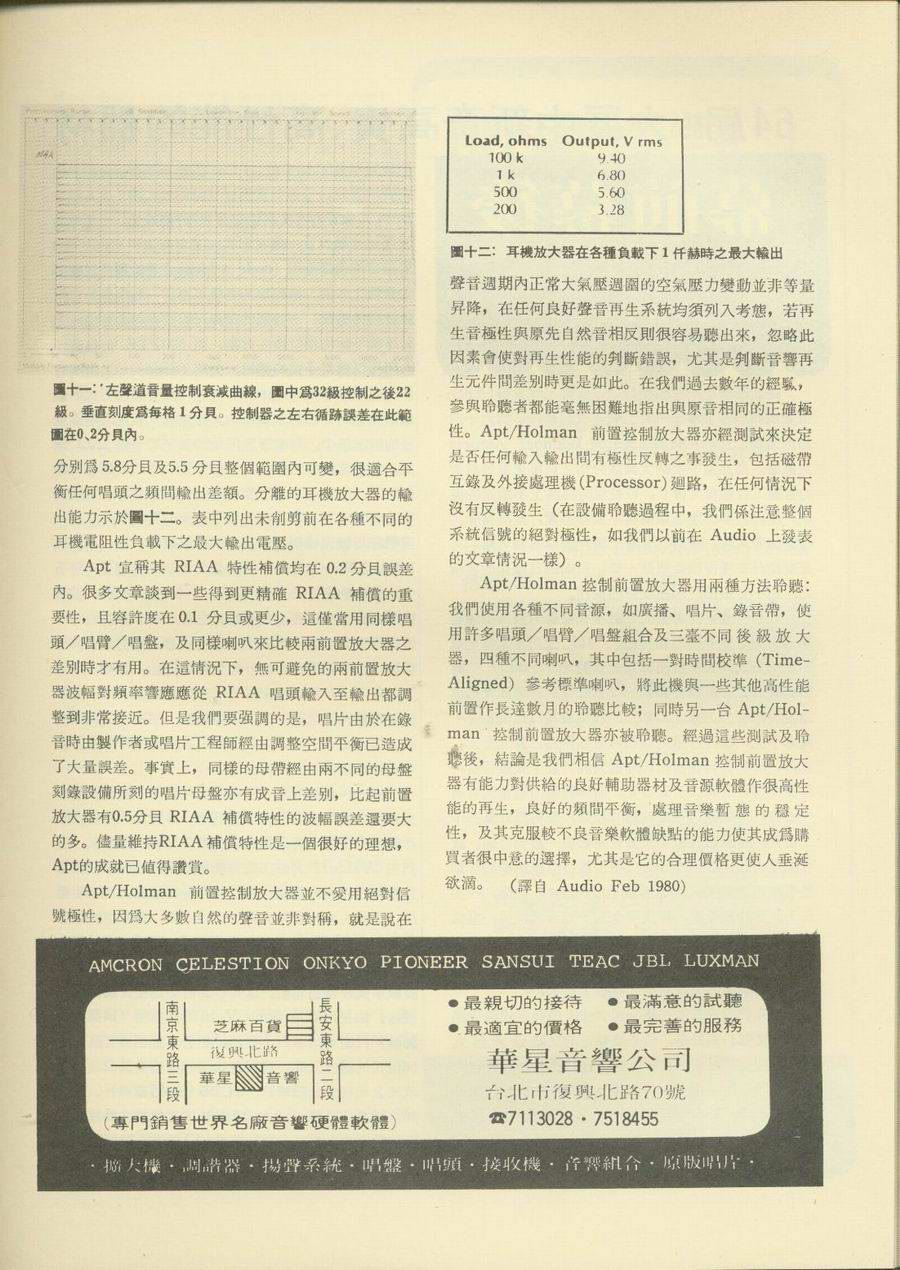 MAX
圖十一:左聲道音量控制衰減曲線，圖中爲32級控制之後22
級。垂直刻度爲每格1分貝。控制器之左右循跡誤差在此範
圍在0、2分貝內。
分別爲 5.8分貝及5.5 分貝整個範圍內可變，很適合平
衡任何唱頭之頻間輸出差額。分離的耳機放大器的輸
出能力示於圖十二。表中列出未削剪前在各種不同的
耳機電阻性負載下之最大輸出電壓。
Apt 宣稱其 RIAA 特性補償均在 0.2 分貝誤差
內。很多文章談到一些得到更精確 RIAA 補償的重
要性，且容許度在0.1 分貝或更少，這僅當用同樣唱
頭／唱臂／唱盤，及同樣喇叭來比較兩前置放大器之
差別時才有用。在這情況下，無可避免的兩前置放大
器波幅對頻率響應應從 RIAA 唱頭輸入至輸出都調
整到非常接近。但是我們要强調的是，唱片由於在錄
音時由製作者或唱片工程師經由調整空間平衡已造成
了大量誤差。事實上，同樣的母帶經由兩不同的母盤
刻錄設備所刻的唱片母盤亦有成音上差別，比起前置
放大器有0.5分貝 RIAA 補償特性的波幅誤差還要大
的多。儘量維持RIAA補償特性是一個很好的理想，
Apt的成就已値得讚賞。
Apt/Holman 前置控制放大器並不愛用絕對信
號極性，因爲大多數自然的聲音並非對稱，就是說在
Load, ohms Output, V rms
100 k 9.40
1 k 6.80
500 5.60
200 3.28
圖十二: 耳機放大器在各種負載下1仟赫時之最大輸出
聲音週期內正常大氣壓週圍的空氣壓力變動並非等量
昇降，在任何良好聲音再生系統均須列入考態，若再
生音極性與原先自然音相反則很容易聽出來，忽略此
因素會使對再生性能的判斷錯誤，尤其是判斷音響再
生元件間差別時更是如此。在我們過去數年的經驗，
參與聆聽者都能毫無困難地指出與原音相同的正確極
性。Apt/Holman 前置控制放大器亦經測試來決定
是否任何輸入輸出間有極性反轉之事發生，包括磁帶
互錄及外接處理機(Processor)廻路，在任何情況下
沒有反轉發生（在設備聆聽過程中，我們係注意整個
系統信號的絕對極性，如我們以前在 Audio 上發表
的文章情況一樣）。
Apt/Holman 控制前置放大器用兩種方法聆聽:
我們使用各種不同音源，如廣播、唱片、錄音帶，使
用許多唱頭／唱臂／唱盤組合及三臺不同後級放大
器，四種不同喇叭，其中包括一對時間校準 (Time-
Aligned) 參考標準喇叭，將此機與一些其他高性能
前置作長達數月的聆聽比較；同時另一台 Apt/Hol-
man 控制前置放大器亦被聆聽。經過這些測試及聆
聽後，結論是我們相信 Apt/Holman 控制前置放大
器有能力對供給的良好輔助器材及音源軟體作很高性
能的再生，良好的頻間平衡，處理音樂暫態的穩定
性，及其克服較不良音樂軟體缺點的能力使其成爲購
買者很中意的選擇，尤其是它的合理價格更使人垂涎
欲滴。 (譯自 Audio Feb 1980)
AMCRON CELESTION ONKYO PIONEER SANSUI TEAC JBL LUXMAN
南京東路三段
芝麻百貨
長安東路二段
復興北路
華星 音響
(專門銷售世界名廠音響硬體軟體)
●最親切的接待 ●最滿意的試聽
●最適宜的價格 ●最完善的服務
華星音響公司
台北市復興北路70號
☎7113028・7518455
・擴大機・調諧器・揚聲系統・唱盤・唱頭・接收機・音響組合・原版唱片・